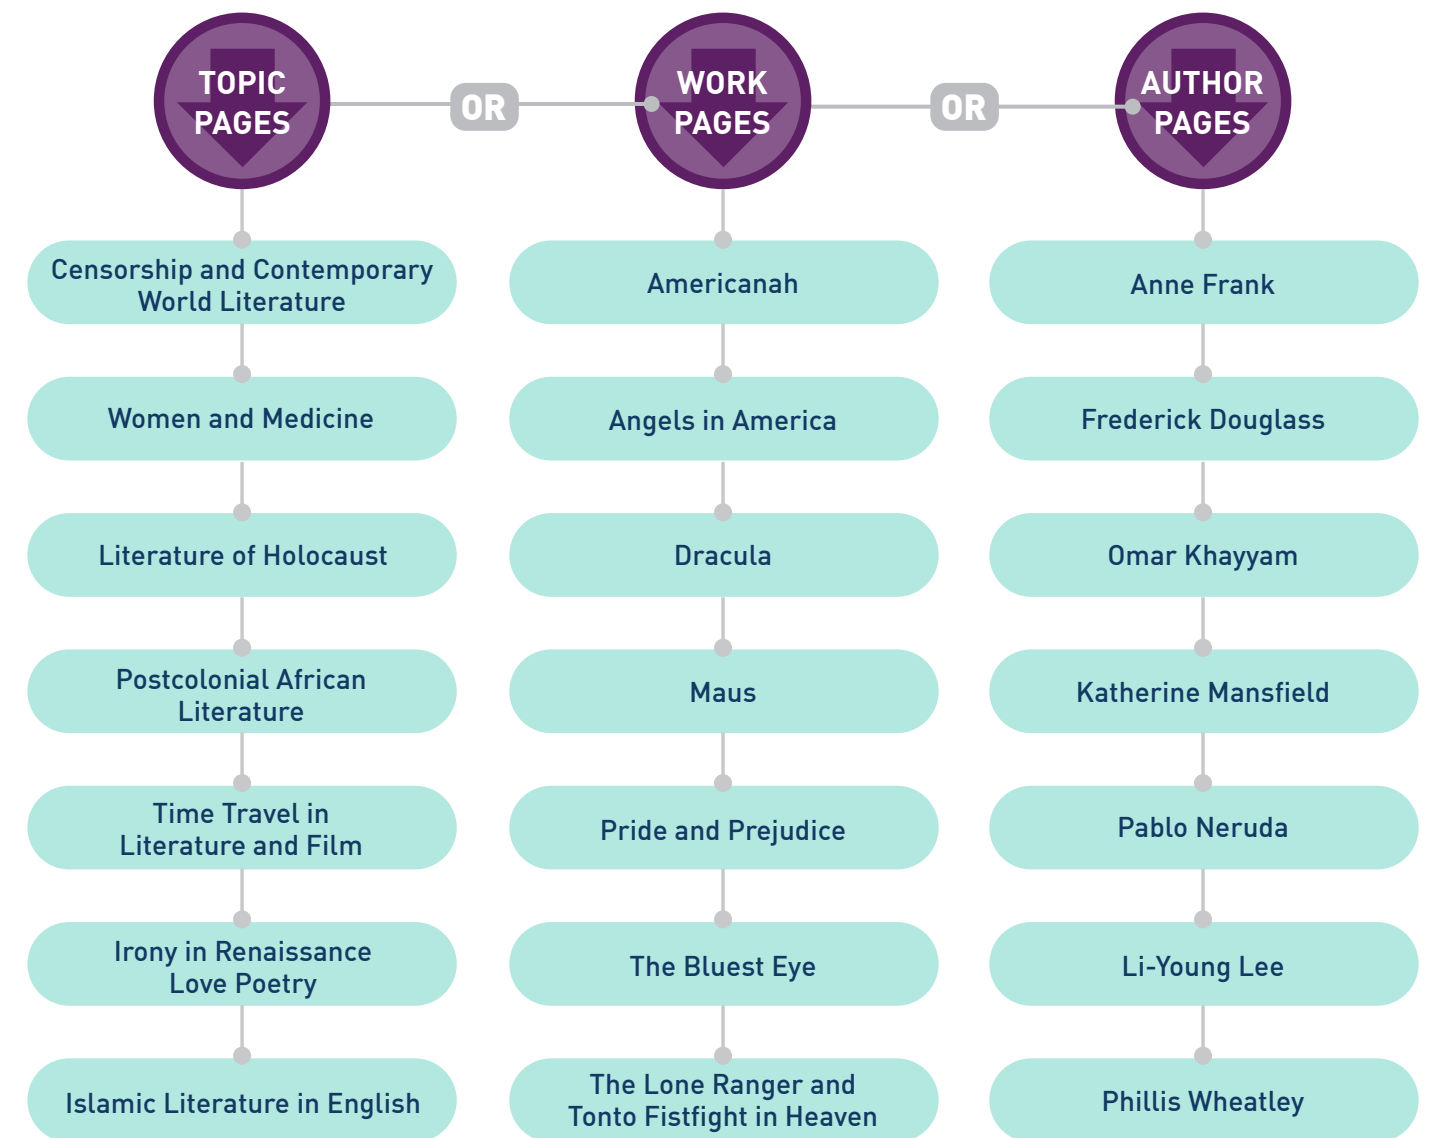 TOPIC
PAGES
OR
WORK
PAGES
OR
AUTHOR
PAGES
Censorship and Contemporary
World Literature
Women and Medicine
Literature of Holocaust
Postcolonial African
Literature
Time Travel in
Literature and Film
Irony in Renaissance
Love Poetry
Islamic Literature in English
Americanah
Angels in America
Dracula
Maus
Pride and Prejudice
The Bluest Eye
The Lone Ranger and
Tonto Fistfight in Heaven
Anne Frank
Frederick Douglass
Omar Khayyam
Katherine Mansfield
Pablo Neruda
Li-Young Lee
Phillis Wheatley